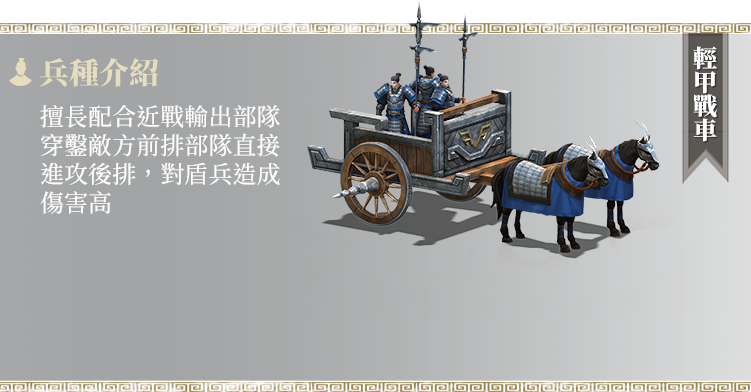 兵種介紹
擅長配合近戰輸出部隊
穿鑿敵方前排部隊直接
進攻後排，對盾兵造成
傷害高
輕甲戰車